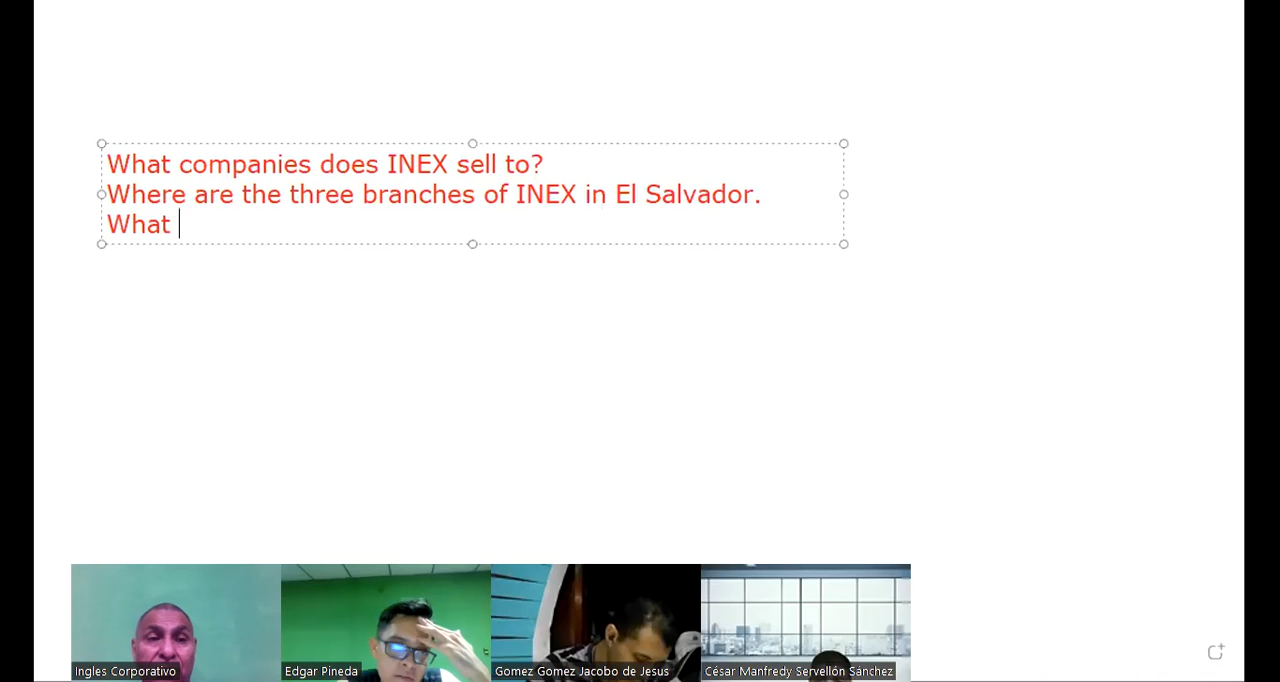 What companies does INEX sell to?
Where are the three branches of INEX in El Salvador.
What
Ingles Corporativo
Edgar Pineda
Gomez Gomez Jacobo de Jesus
César Manfredy Servellón Sánchez